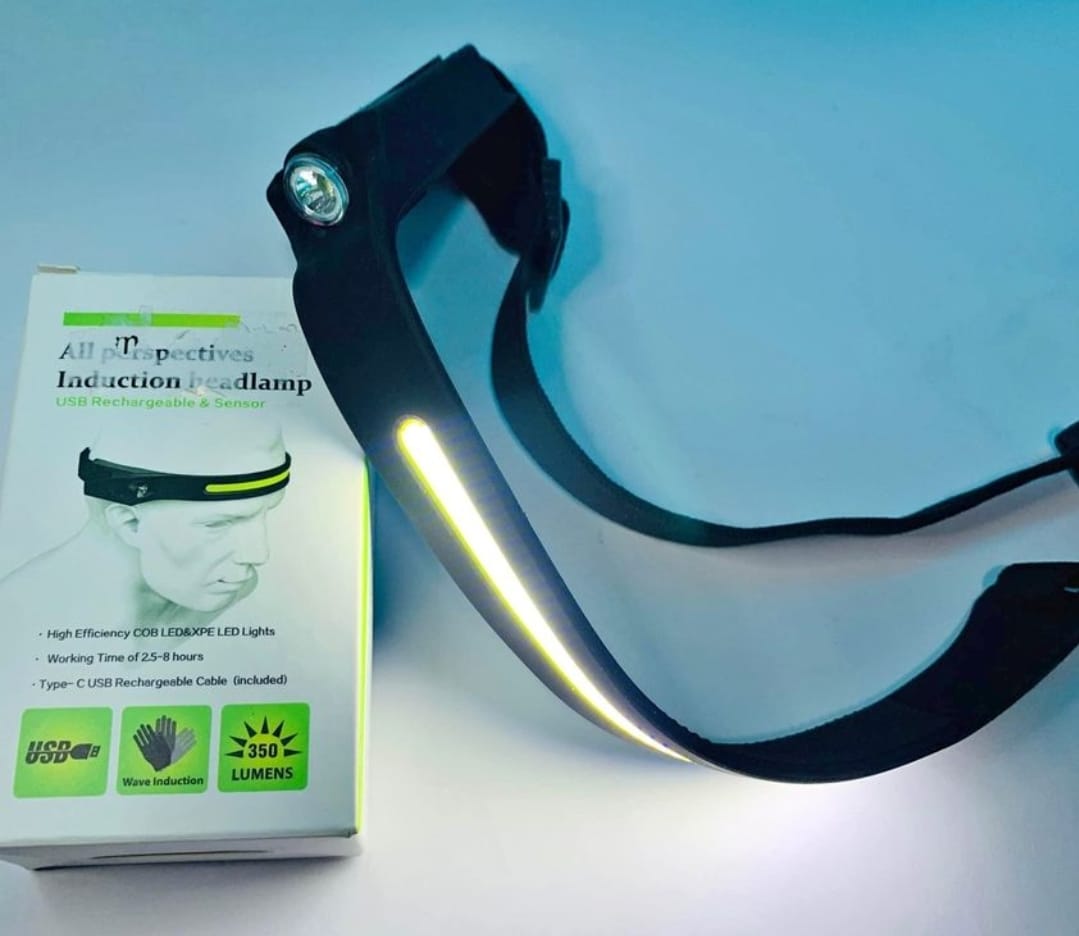 All perspectives
Induction headlamp
USB Rechargeable & Sensor
· High Efficiency COB LED&XPE LED Lights
· Working Time of 2.5-8 hours
· Type-C USB Rechargeable Cable (included)
USB
Wave Induction
350
LUMENS